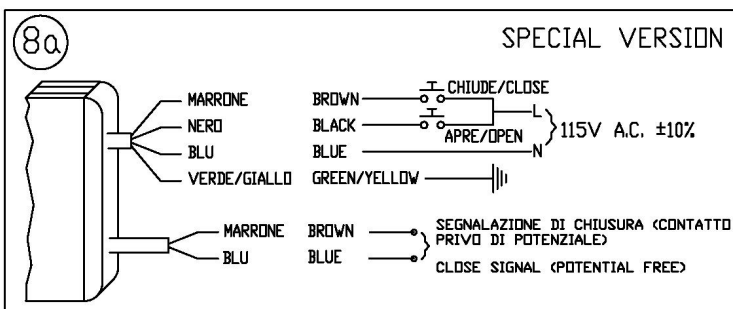 8a
SPECIAL VERSION
MARRONE BROWN CHIUDE/CLOSE
NERO BLACK APRE/OPEN L
BLU BLUE N 115V A.C. ±10%
VERDE/GIALLO GREEN/YELLOW
MARRONE BROWN SEGNALAZIONE DI CHIUSURA (CONTATTO
PRIVO DI POTENZIALE)
BLU BLUE CLOSE SIGNAL (POTENTIAL FREE)